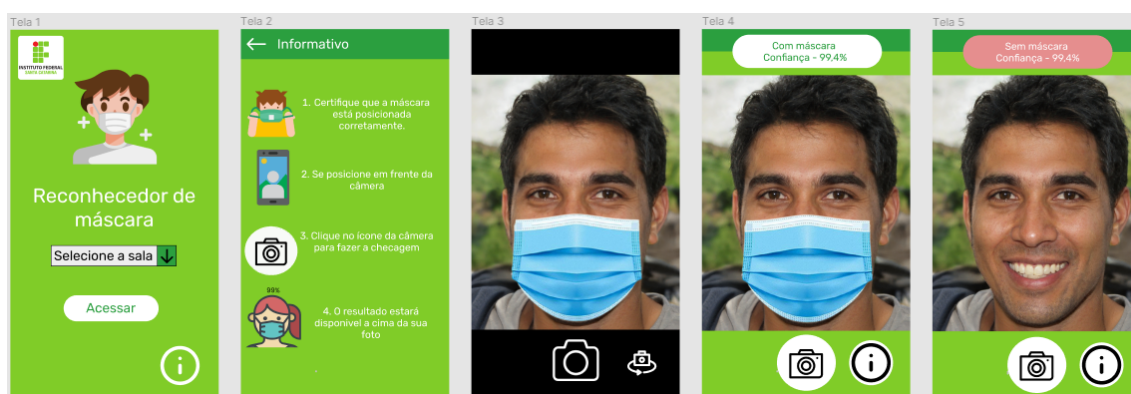 Tela 1
INSTITUTO FEDERAL
SANTA CATARINA
Reconhecedor de
máscara
Selecione a sala
Acessar
Tela 2
Informativo
1. Certifique que a máscara
está posicionada
corretamente.
2. Se posicione em frente da
câmera
3. Clique no ícone da câmera
para fazer a checagem
99%
4. O resultado estará
disponível a cima da sua
foto
Tela 3
Tela 4
Com máscara
Confiança - 99,4%
Tela 5
Sem máscara
Confiança - 99,4%